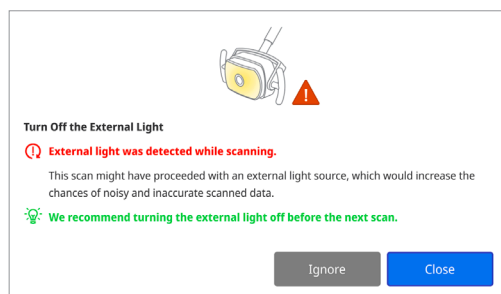 Turn Off the External Light
External light was detected while scanning.
This scan might have proceeded with an external light source, which would increase the
chances of noisy and inaccurate scanned data.
We recommend turning the external light off before the next scan.
Ignore
Close